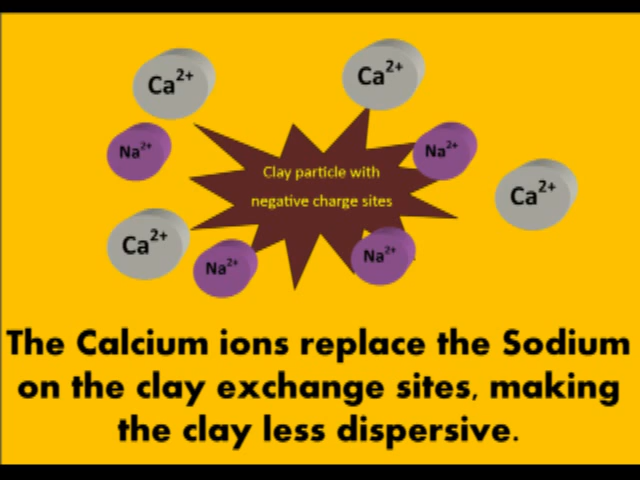 Ca²⁺
Ca²⁺
Na²⁺
Na²⁺
Clay particle with
negative charge sites
Ca²⁺
Ca²⁺
Na²⁺
Na²⁺
The Calcium ions replace the Sodium
on the clay exchange sites, making
the clay less dispersive.